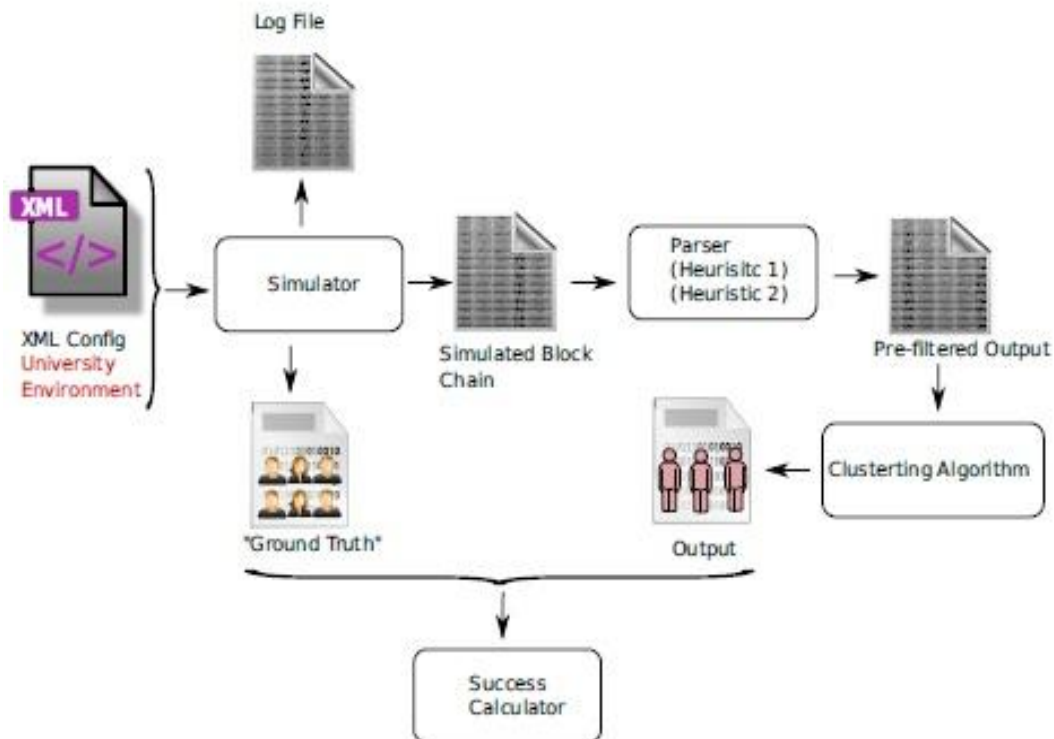 Log File
XML
</>
XML Config
University
Environment
Simulator
Simulated Block
Chain
Parser
(Heurisitc 1)
(Heuristic 2)
Pre-filtered Output
Clusterting Algorithm
Output
"Ground Truth"
Success
Calculator